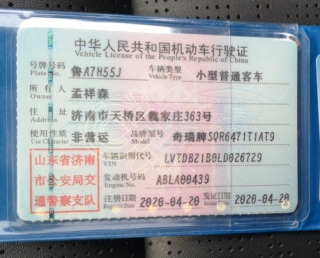 中华人民共和国机动车行驶证
Vehicle License of the People's Republic of China
号牌号码 鲁A7H55J 车辆类型 小型普通客车
Plate No. Vehicle Type
所有人 孟祥森
Owner
住址 济南市天桥区魏家庄363号
Address
使用性质 非营运 品牌型号 奇瑞牌SQR6471T1AT9
Use Character Model
山东省济南
市公安局交
通警察支队
车辆识别代号 LVTDB21B0LD026729
VIN
发动机号码 ABLA00439
Engine No.
注册日期 2020-04-20 发证日期 2020-04-20
Register Date Issue Date